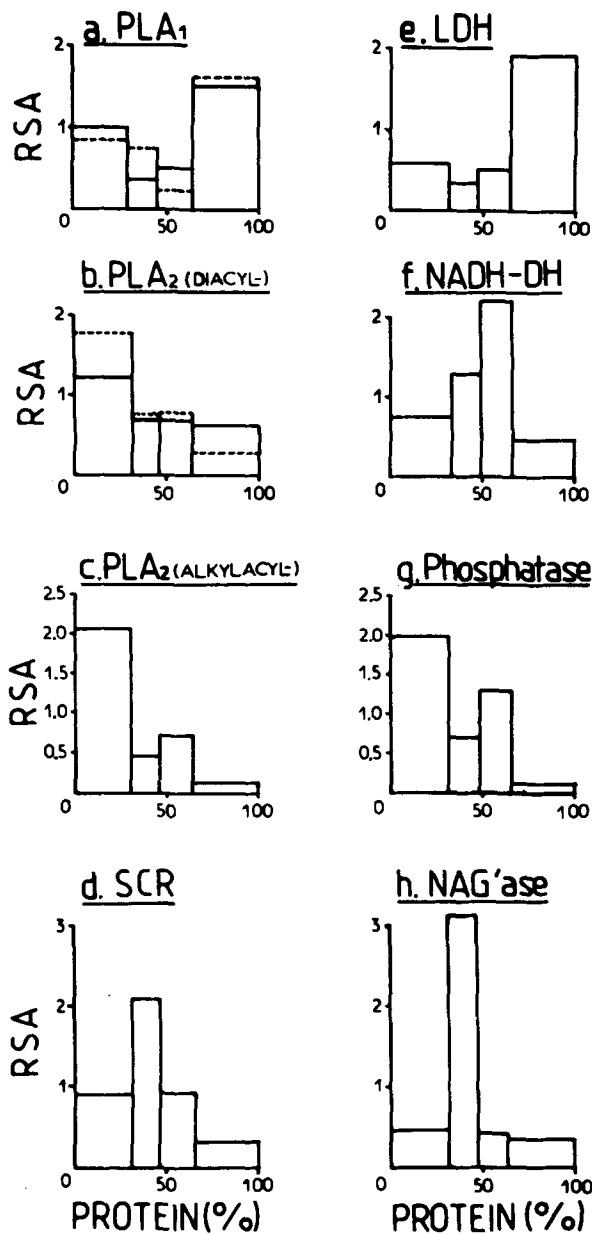 a. PLA1
2
1
RSA
0 50 100
e. LDH
2
1
0 50 100
b. PLA2 (DIACYL-)
2
1
RSA
0 50 100
f. NADH-DH
2
1
0 50 100
c. PLA2 (ALKYLACYL-)
2.5
2.0
1.5
1.0
0.5
RSA
0 50 100
g. Phosphatase
2.5
2.0
1.5
1.0
0.5
0 50 100
d. SCR
3
2
1
RSA
0 50 100
PROTEIN (%)
h. NAG'ase
3
2
1
0 50 100
PROTEIN (%)